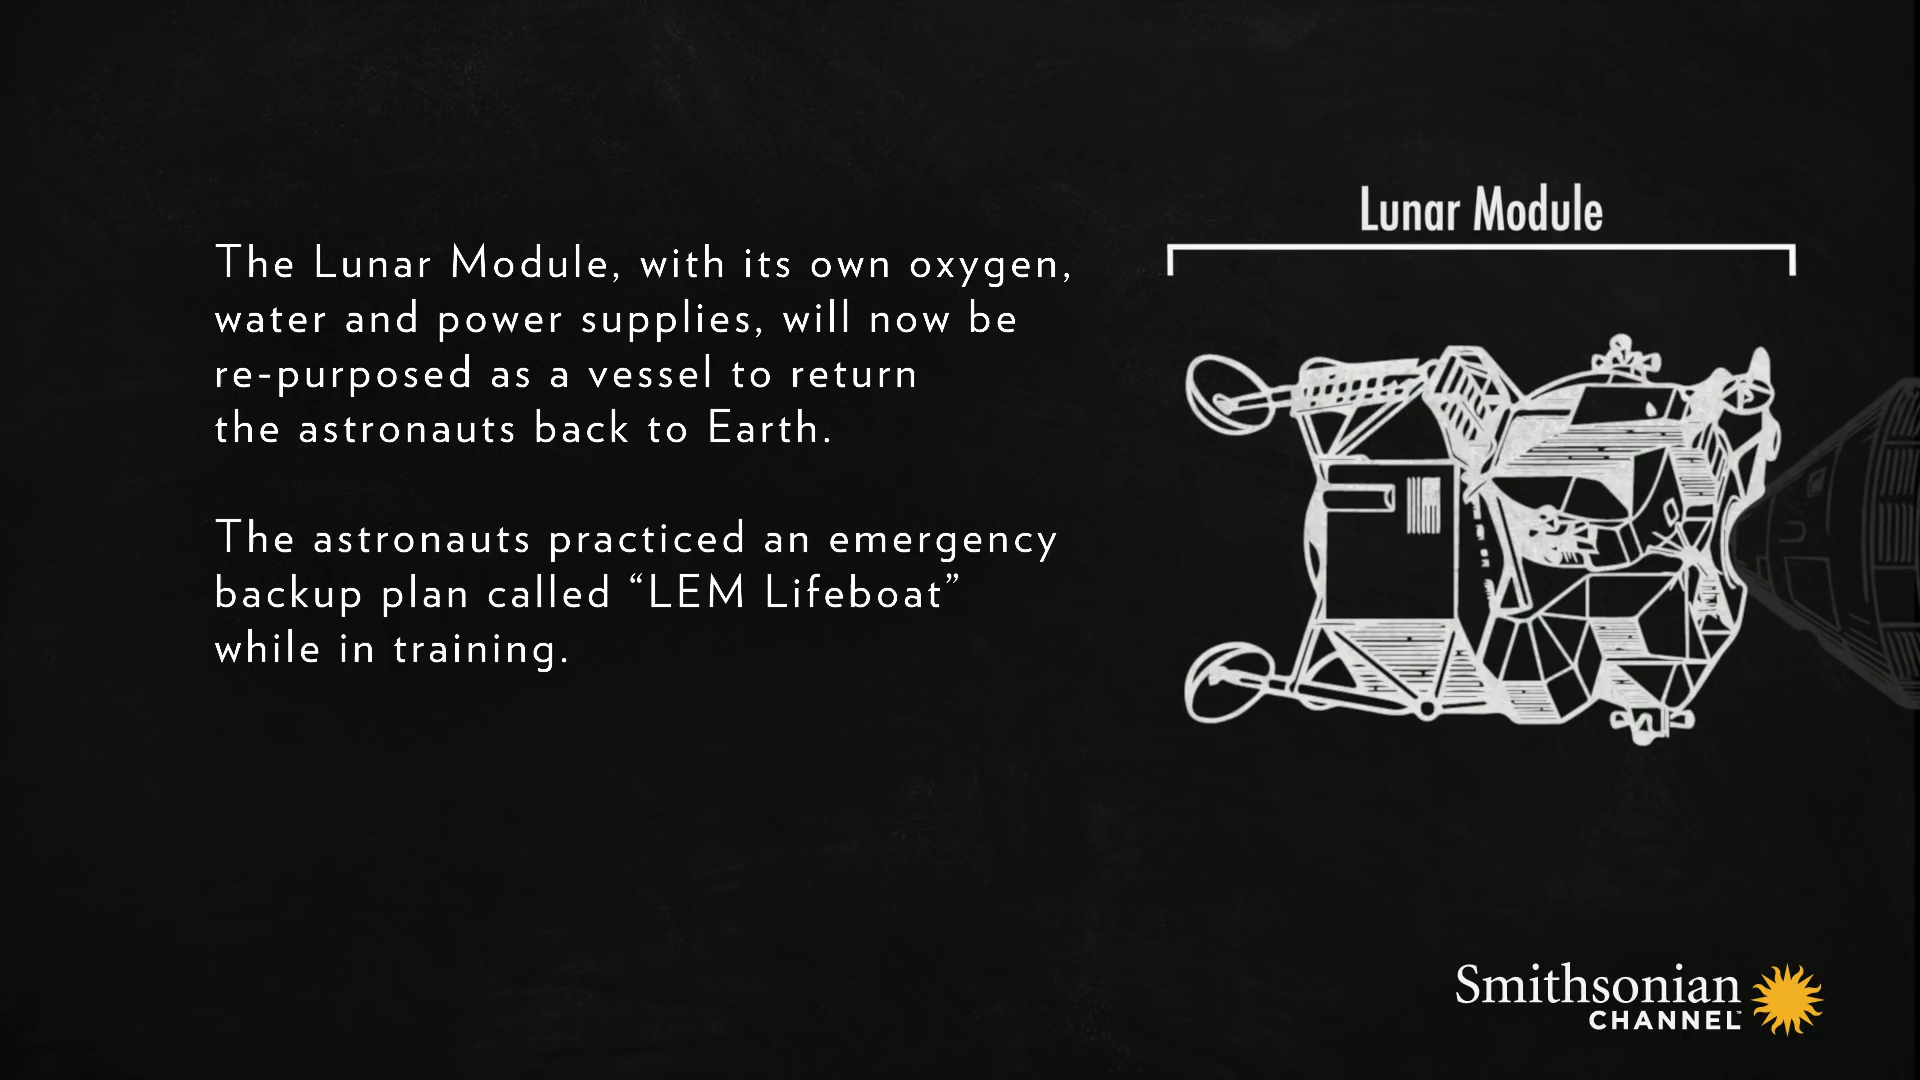 Lunar Module
The Lunar Module, with its own oxygen,
water and power supplies, will now be
re-purposed as a vessel to return
the astronauts back to Earth.
The astronauts practiced an emergency
backup plan called “LEM Lifeboat”
while in training.
Smithsonian
CHANNEL™